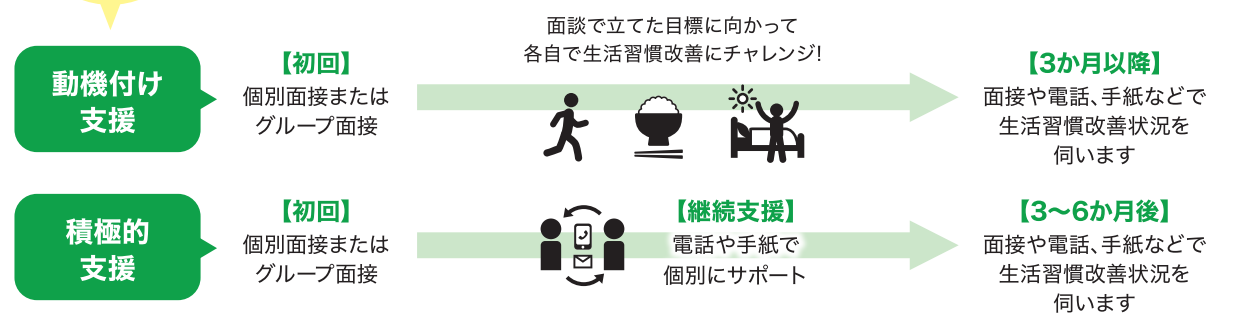 動機付け
支援
【初回】
個別面接または
グループ面接
面談で立てた目標に向かって
各自で生活習慣改善にチャレンジ!
【3か月以降】
面接や電話、手紙などで
生活習慣改善状況を
伺います
積極的
支援
【初回】
個別面接または
グループ面接
【継続支援】
電話や手紙で
個別にサポート
【3〜6か月後】
面接や電話、手紙などで
生活習慣改善状況を
伺います